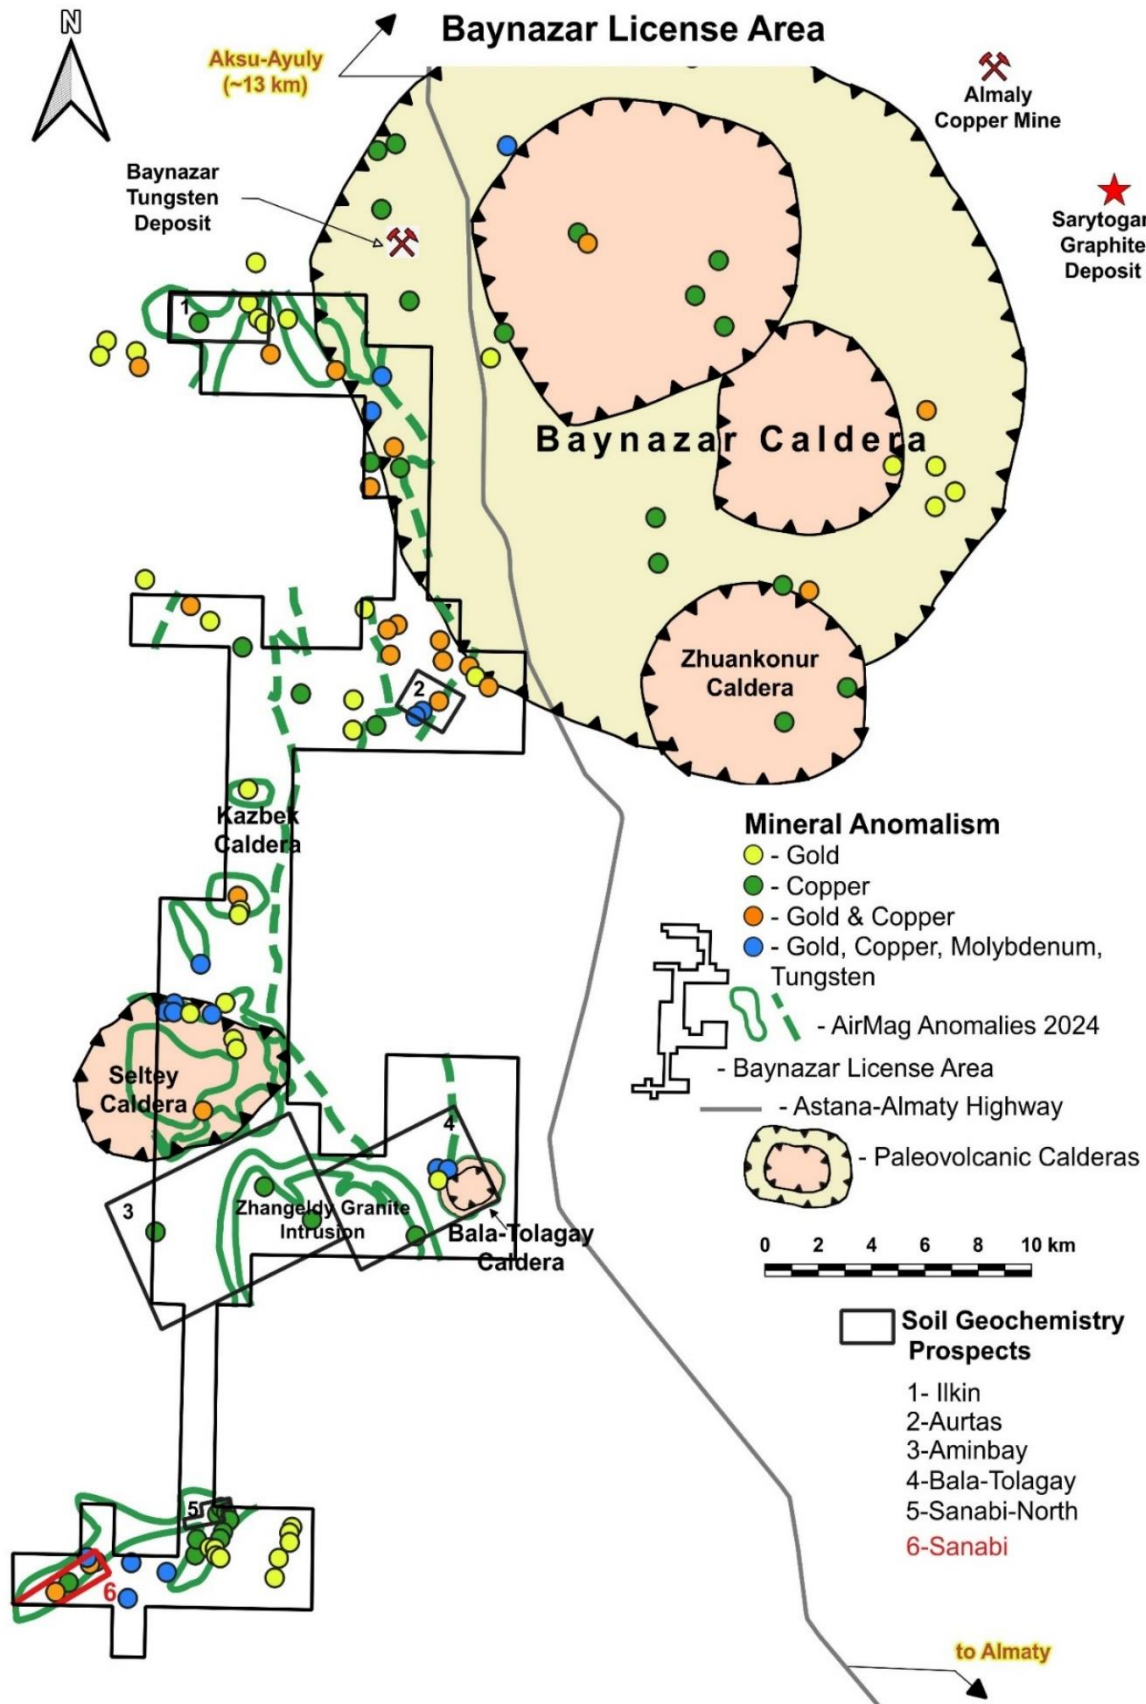 N
Baynazar License Area
Aksu-Ayuly
(~13 km)
Almaly
Copper Mine
Baynazar
Tungsten
Deposit
Sarytogan
Graphite
Deposit
1
Baynazar Caldera
2
Zhuankonur
Caldera
Kazbek
Caldera
Mineral Anomalism
- Gold
- Copper
- Gold & Copper
- Gold, Copper, Molybdenum,
Tungsten
- AirMag Anomalies 2024
- Baynazar License Area
- Astana-Almaty Highway
- Paleovolcanic Calderas
Seltey
Caldera
4
3
Zhangeldy Granite
Intrusion
Bala-Tolagay
Caldera
0 2 4 6 8 10 km
Soil Geochemistry
Prospects
1- Ilkin
2-Aurtas
3-Aminbay
4-Bala-Tolagay
5-Sanabi-North
6-Sanabi
5
6
to Almaty